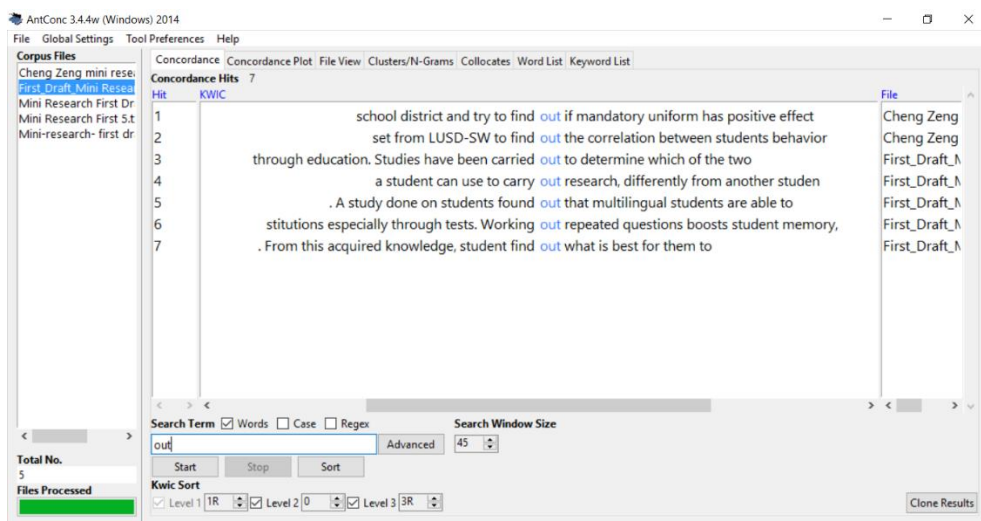 AntConc 3.4.4w (Windows) 2014
File Global Settings Tool Preferences Help
Corpus Files
Cheng Zeng mini rese
First_Draft_Mini Resear
Mini Research First Dr
Mini Research First 5.t
Mini-research- first dr
Total No.
5
Files Processed
Concordance Concordance Plot File View Clusters/N-Grams Collocates Word List Keyword List
Concordance Hits 7
Hit KWIC File
1 school district and try to find out if mandatory uniform has positive effect Cheng Zeng
2 set from LUSD-SW to find out the correlation between students behavior Cheng Zeng
3 through education. Studies have been carried out to determine which of the two First_Draft_M
4 a student can use to carry out research, differently from another studen First_Draft_M
5 . A study done on students found out that multilingual students are able to First_Draft_M
6 stitutions especially through tests. Working out repeated questions boosts student memory, First_Draft_M
7 . From this acquired knowledge, student find out what is best for them to First_Draft_M
Search Term Words Case Regex Search Window Size
out Advanced 45
Start Stop Sort
Kwic Sort
Level 1 1R Level 2 0 Level 3 3R Clone Results